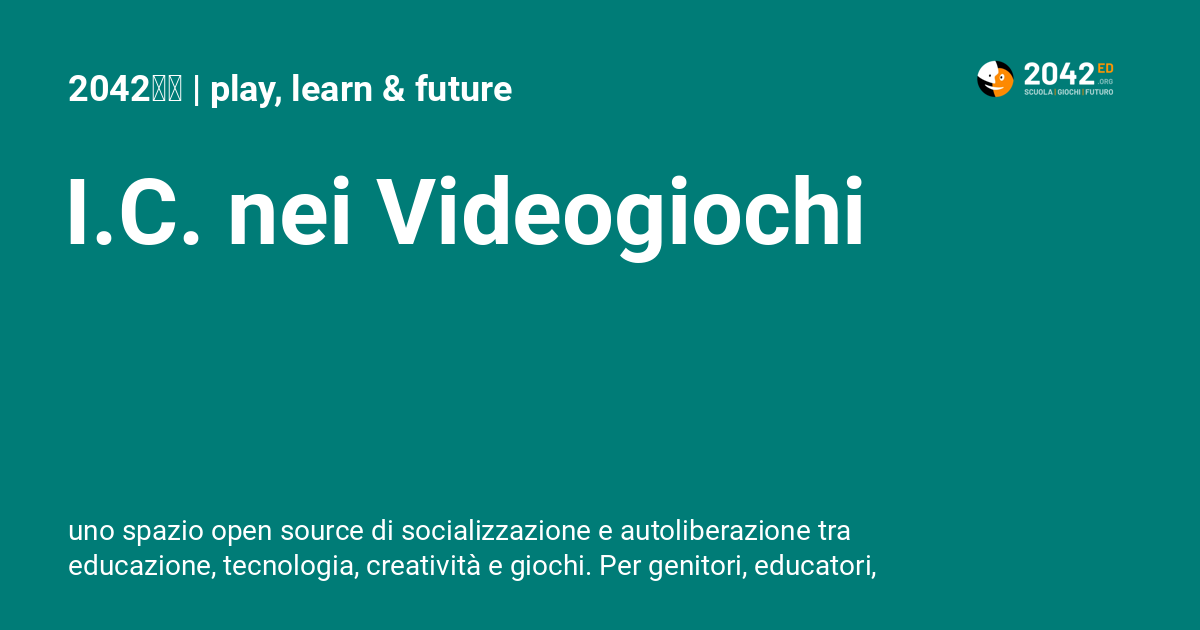 2042 | play, learn & future
2042 ED
.ORG
SCUOLA | GIOCHI | FUTURO
I.C. nei Videogiochi
uno spazio open source di socializzazione e autoliberazione tra
educazione, tecnologia, creatività e giochi. Per genitori, educatori,